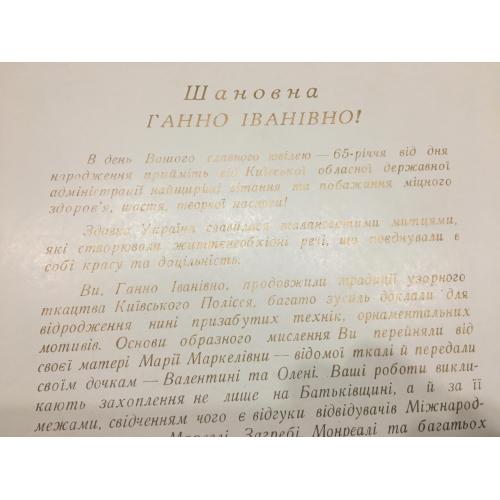 Шановна
ГАННО ІВАНІВНО!
В день Вашого славного ювілею — 65-річчя від дня
народження прийміть від Київської обласної державної
адміністрації найщиріші вітання та побажання міцного
здоров'я, щастя, творчої наснаги!
Здавна Україна славилася талановитими митцями,
які створювали життєнеобхідні речі, що поєднували в
собі красу та доцільність.
Ви, Ганно Іванівно, продовжили традиції узорного
ткацтва Київського Полісся, багато зусиль доклали для
відродження нині призабутих технік, орнаментальних
мотивів. Основи образного мислення Ви перейняли від
своєї матері Марії Маркелівни — відомої ткалі й передали
своїм дочкам — Валентині та Олені. Ваші роботи викли-
кають захоплення не лише на Батьківщині, а й за її
межами, свідченням чого є відгуки відвідувачів Міжнарод-
Марселі, Загребі, Монреалі та багатьох